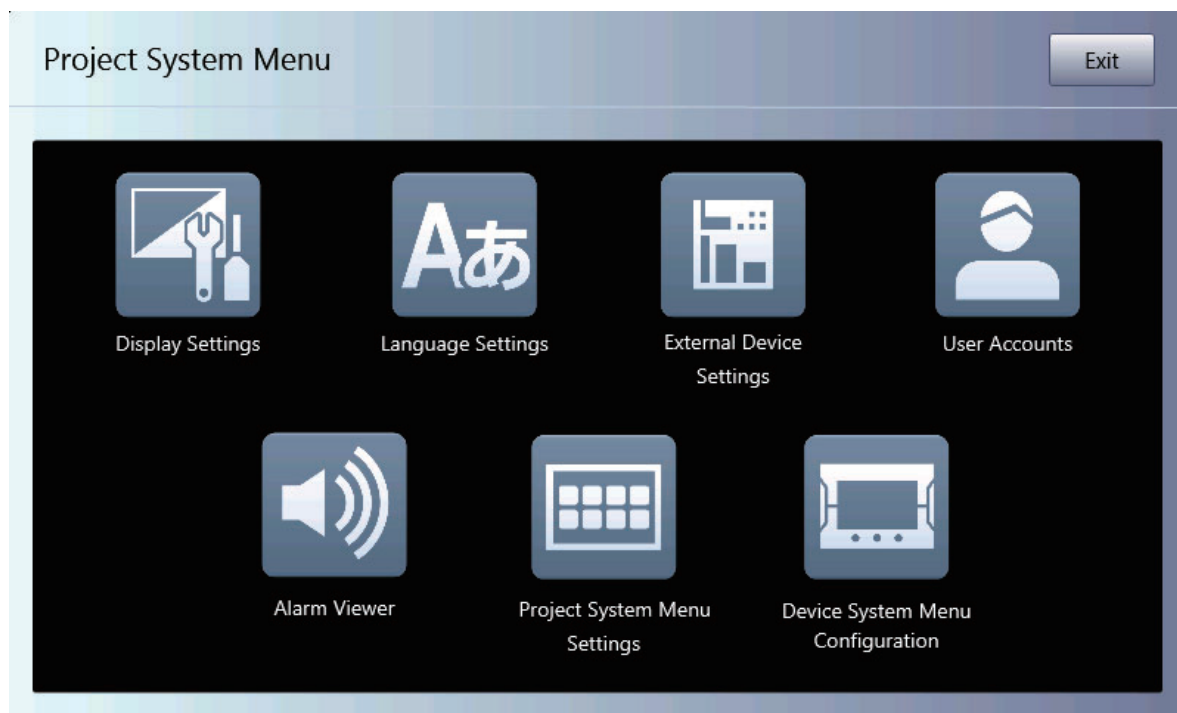 Project System Menu
Exit
Aあ
Display Settings
Language Settings
External Device
Settings
User Accounts
Alarm Viewer
Project System Menu
Settings
Device System Menu
Configuration